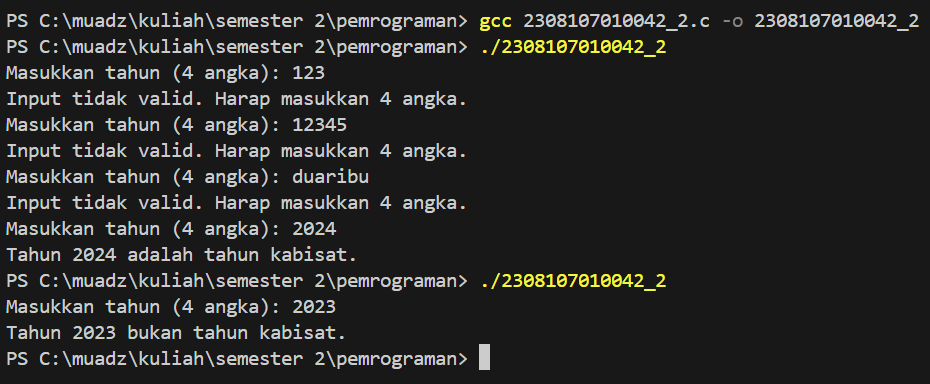 PS C:\muadz\kuliah\semester 2\pemrograman> gcc 2308107010042_2.c -o 2308107010042_2
PS C:\muadz\kuliah\semester 2\pemrograman> ./2308107010042_2
Masukkan tahun (4 angka): 123
Input tidak valid. Harap masukkan 4 angka.
Masukkan tahun (4 angka): 12345
Input tidak valid. Harap masukkan 4 angka.
Masukkan tahun (4 angka): duaribu
Input tidak valid. Harap masukkan 4 angka.
Masukkan tahun (4 angka): 2024
Tahun 2024 adalah tahun kabisat.
PS C:\muadz\kuliah\semester 2\pemrograman> ./2308107010042_2
Masukkan tahun (4 angka): 2023
Tahun 2023 bukan tahun kabisat.
PS C:\muadz\kuliah\semester 2\pemrograman>